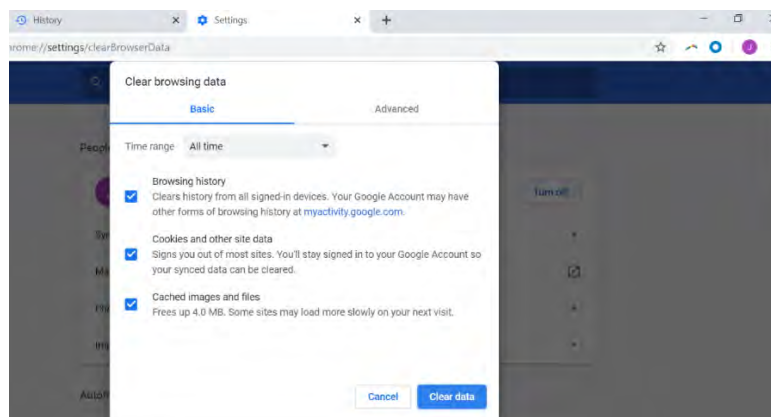 History
Settings
chrome://settings/clearBrowserData
J
Clear browsing data
Basic
Advanced
Time range
All time
Browsing history
Clears history from all signed-in devices. Your Google Account may have
other forms of browsing history at myactivity.google.com.
Cookies and other site data
Signs you out of most sites. You'll stay signed in to your Google Account so
your synced data can be cleared.
Cached images and files
Frees up 4.0 MB. Some sites may load more slowly on your next visit.
Cancel
Clear data
People
Turn off